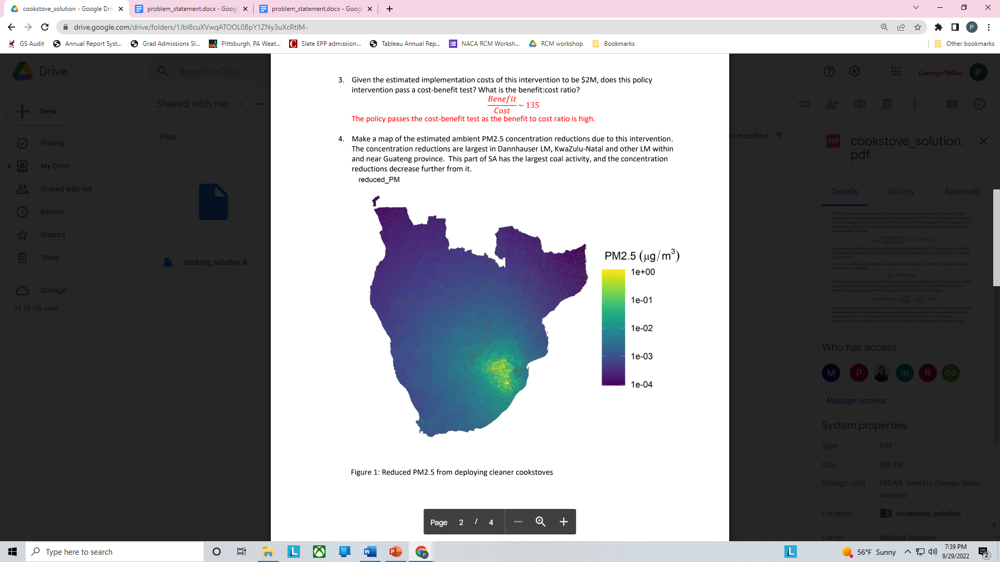 cookstove_solution - Google Dri
problem_statement.docx - Goog
problem_statement.docx - Goog
drive.google.com/drive/folders/1JbI8cuXVwqATOOL0BpY1ZNy3uXcRtIM-
P
GS Audit
Annual Report Syst...
Grad Admissions Sl...
Pittsburgh, PA Weat...
Slate EPP admission...
Tableau Annual Rep...
NACA RCM Worksh...
RCM workshop
Bookmarks
Other bookmarks
Drive
Search in Drive
Carnegie Mellon
P
New
Shared with me
Priority
My Drive
Shared with me
Recent
Starred
Trash
Storage
34.98 GB used
Files
cooking_solution.R
st modified
3. Given the estimated implementation costs of this intervention to be $2M, does this policy
intervention pass a cost-benefit test? What is the benefit:cost ratio?
Benefit
Cost
~ 135
The policy passes the cost-benefit test as the benefit to cost ratio is high.
4. Make a map of the estimated ambient PM2.5 concentration reductions due to this intervention.
The concentration reductions are largest in Dannhauser LM, KwaZulu-Natal and other LM within
and near Guateng province. This part of SA has the largest coal activity, and the concentration
reductions decrease further from it.
reduced_PM
PM2.5 (µg/m³)
1e+00
1e-01
1e-02
1e-03
1e-04
Figure 1: Reduced PM2.5 from deploying cleaner cookstoves
Page 2 / 4
PDF
cookstove_solution.
pdf
Details
Activity
Approvals
Who has access
M
P
m
R
Manage access
System properties
Type PDF
Size 385 KB
Storage used 385 KB Owned by Carnegie Mellon
University
Location cookstove_solution
Owner Medinat Akindele
Type here to search
56°F Sunny
7:39 PM
9/29/2022
2